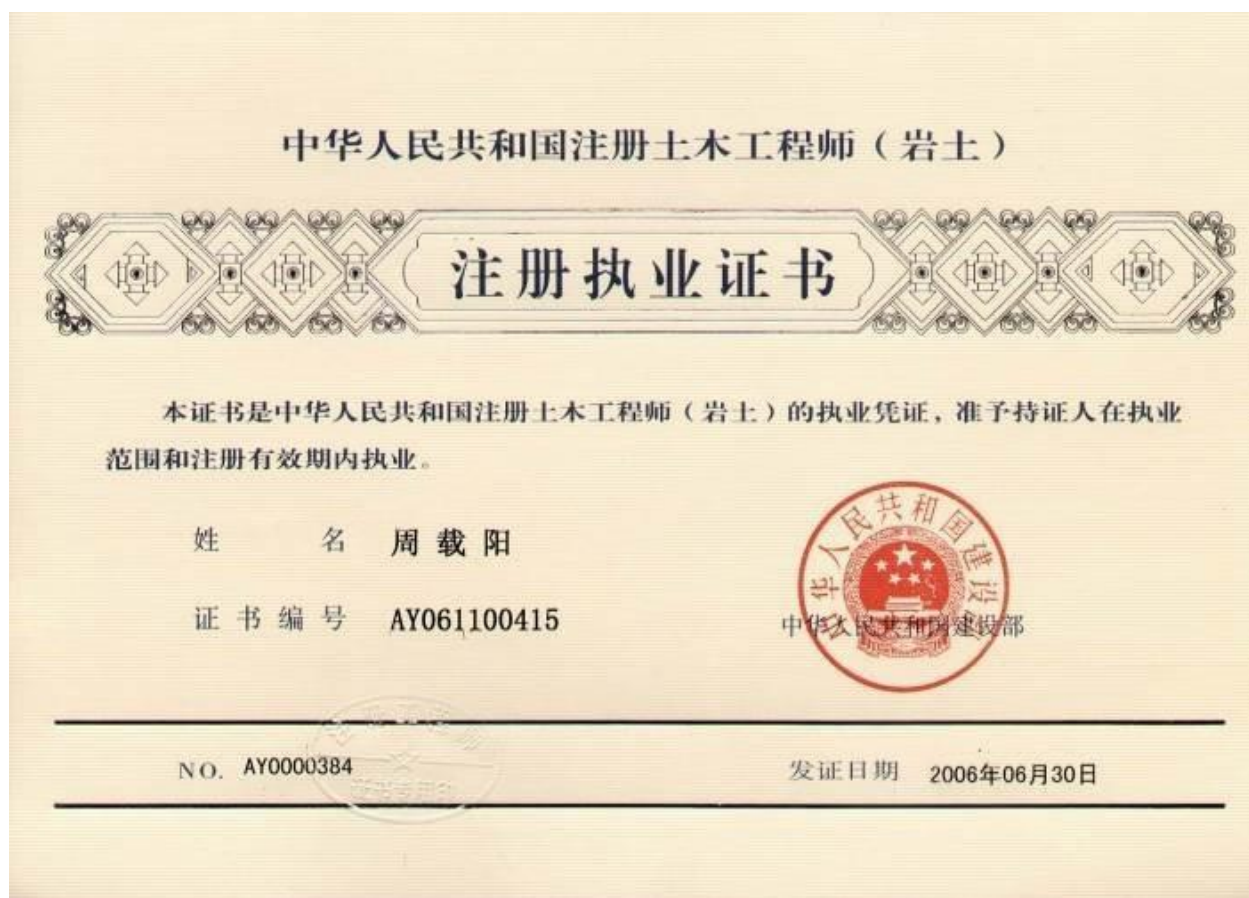 中华人民共和国注册土木工程师（岩土）
注册执业证书
本证书是中华人民共和国注册土木工程师（岩土）的执业凭证，准予持证人在执业
范围和注册有效期内执业。
姓 名 周载阳
证书编号 AY061100415
中华人民共和国建设部
中华人民共和国建设部
NO. AY0000384
发证日期 2006年06月30日